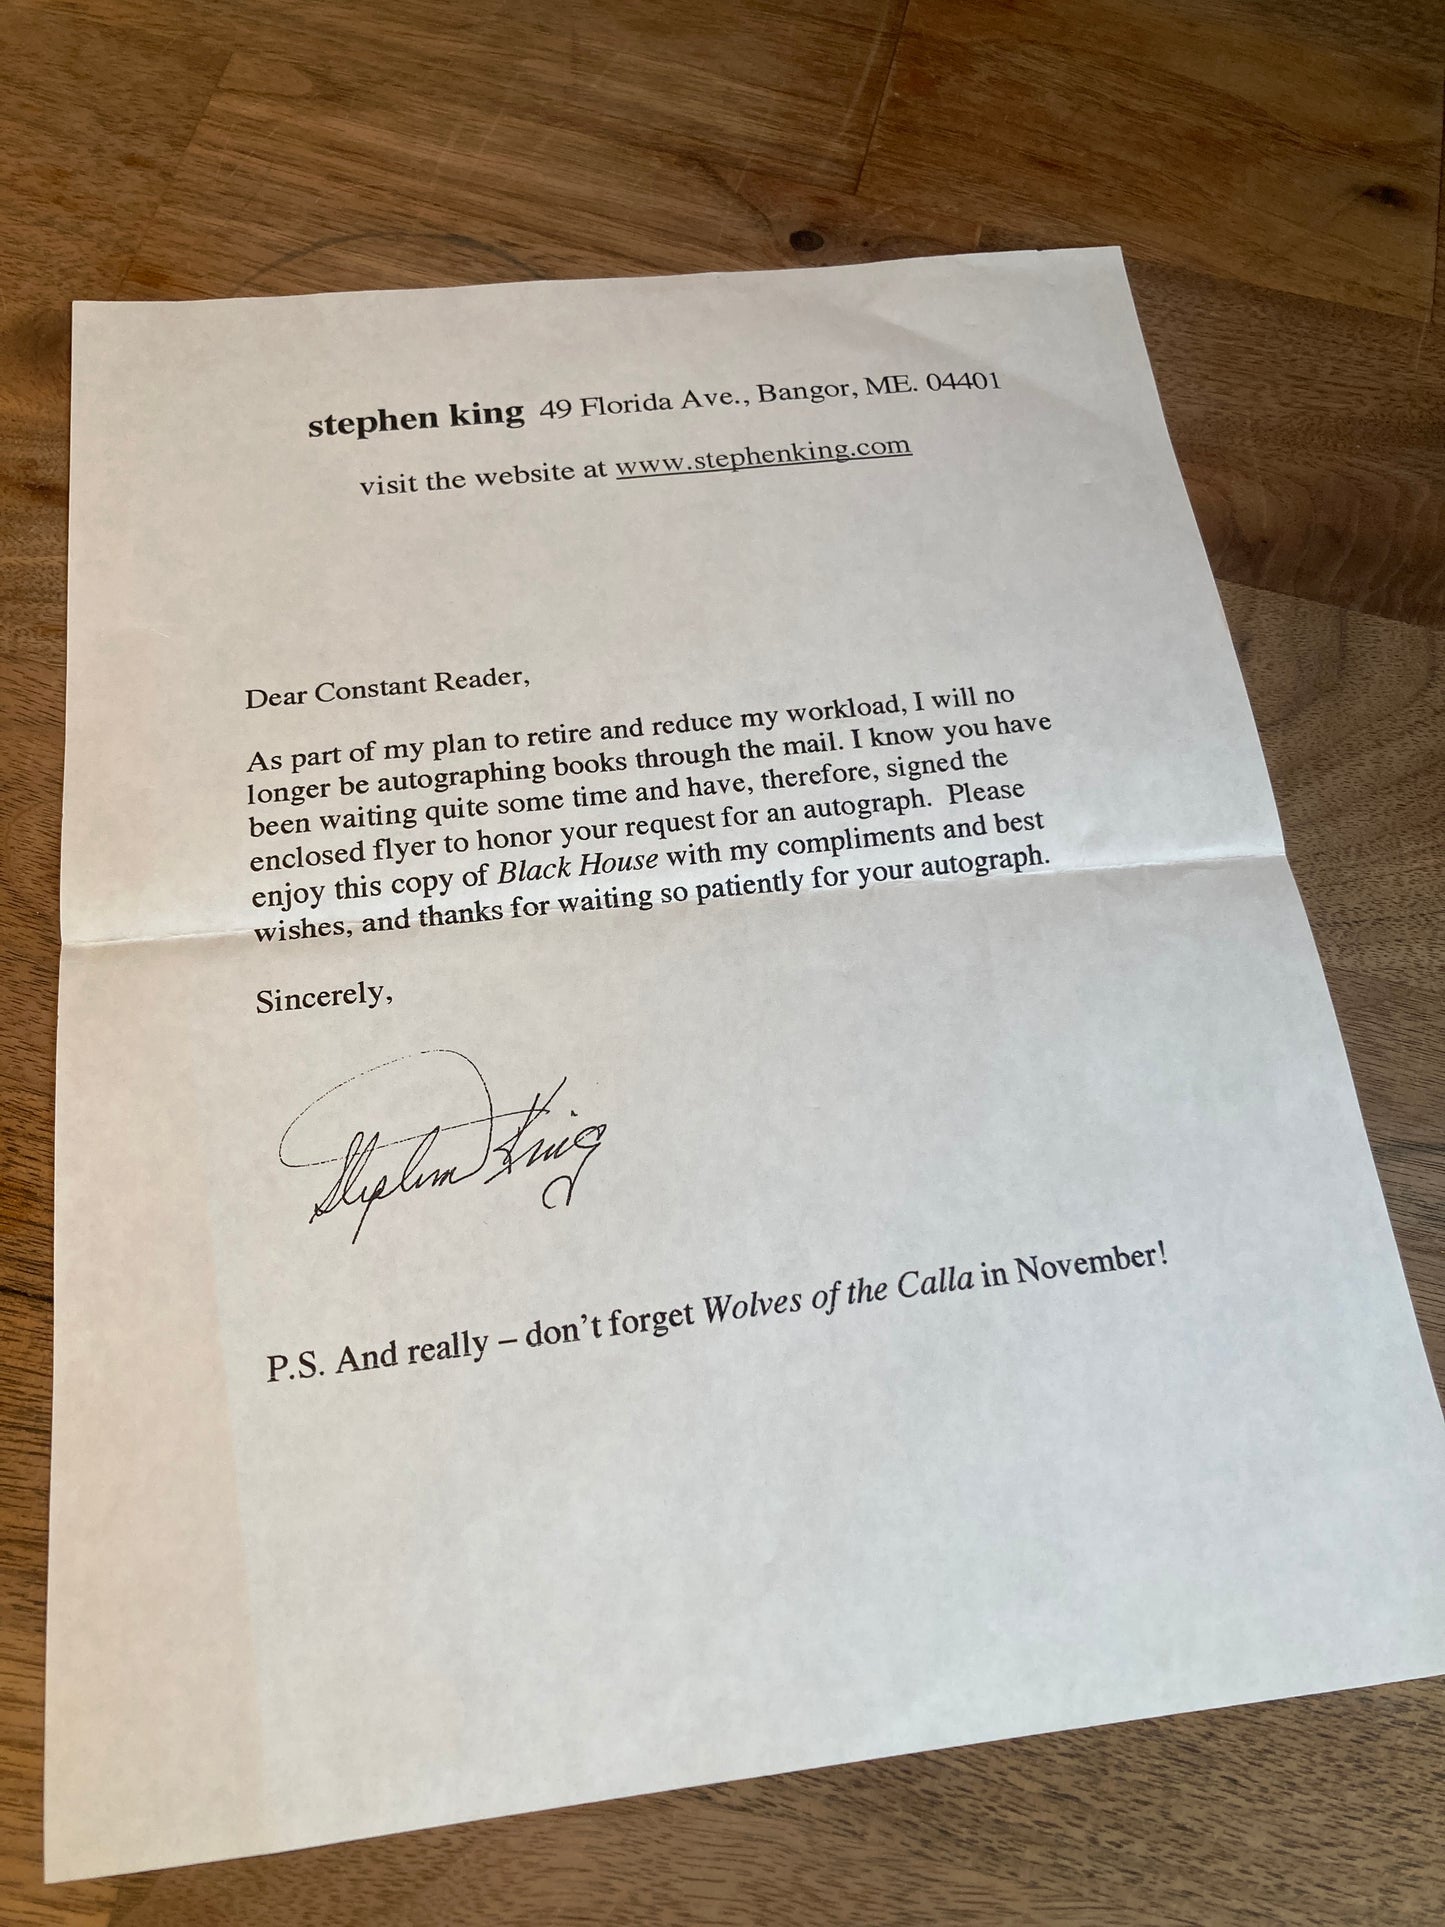 stephen king 49 Florida Ave., Bangor, ME. 04401
visit the website at www.stephenking.com
Dear Constant Reader,
As part of my plan to retire and reduce my workload, I will no
longer be autographing books through the mail. I know you have
been waiting quite some time and have, therefore, signed the
enclosed flyer to honor your request for an autograph.  Please
enjoy this copy of Black House with my compliments and best
wishes, and thanks for waiting so patiently for your autograph.
Sincerely,
Stephen King
P.S. And really – don't forget Wolves of the Calla in November!